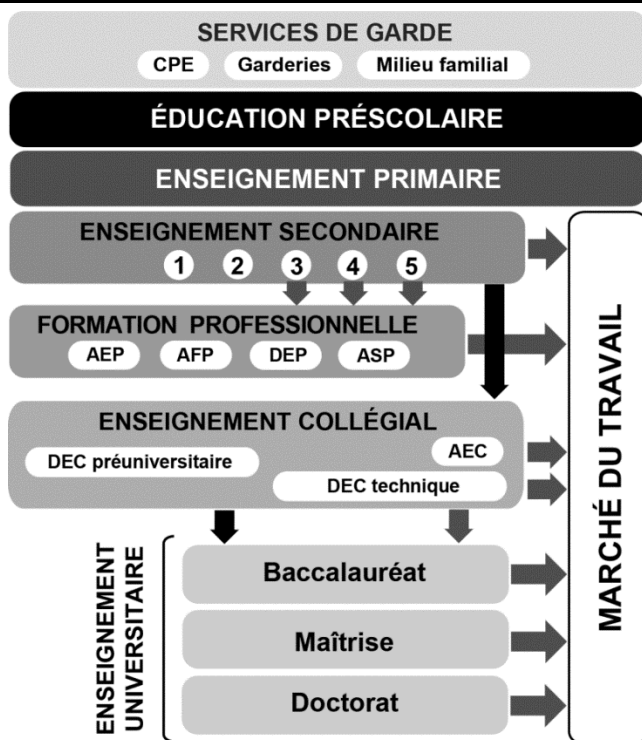 SERVICES DE GARDE
CPE Garderies Milieu familial
ÉDUCATION PRÉSCOLAIRE
ENSEIGNEMENT PRIMAIRE
ENSEIGNEMENT SECONDAIRE
1 2 3 4 5
FORMATION PROFESSIONNELLE
AEP AFP DEP ASP
ENSEIGNEMENT COLLÉGIAL
AEC
DEC préuniversitaire
DEC technique
ENSEIGNEMENT
UNIVERSITAIRE
Baccalauréat
Maîtrise
Doctorat
MARCHÉ DU TRAVAIL